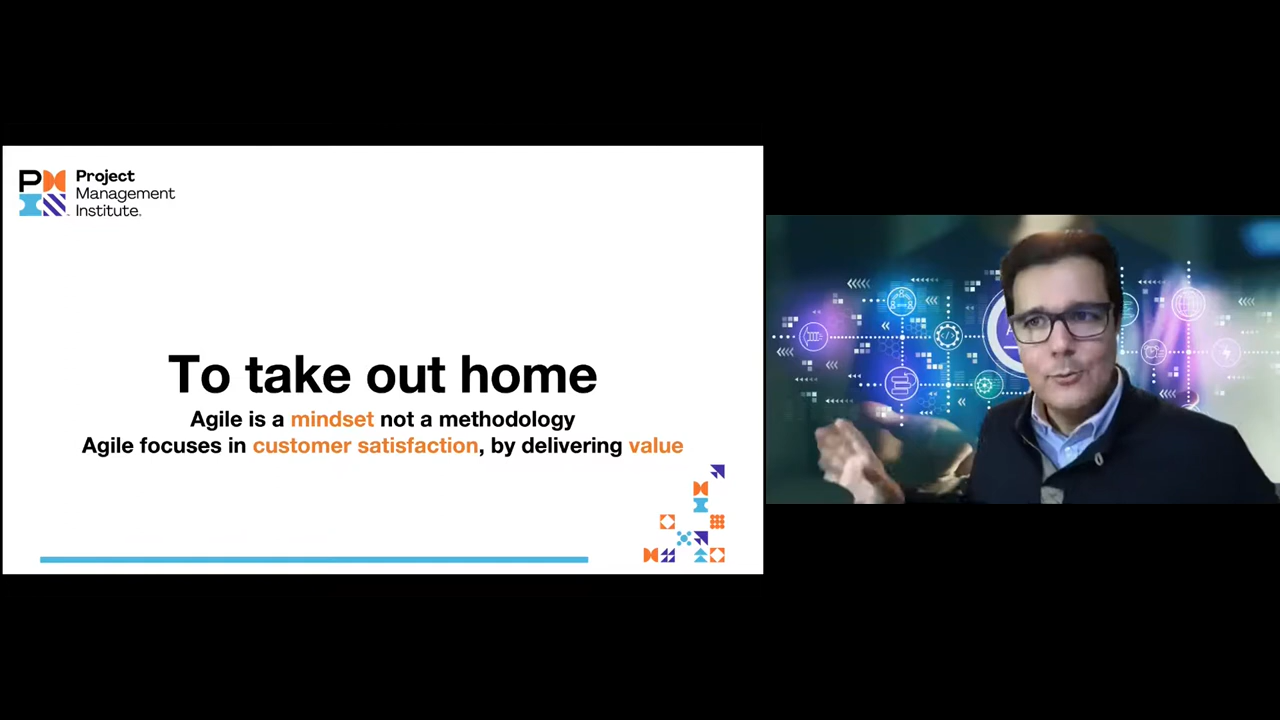 Project
Management
Institute.
To take out home
Agile is a mindset not a methodology
Agile focuses in customer satisfaction, by delivering value